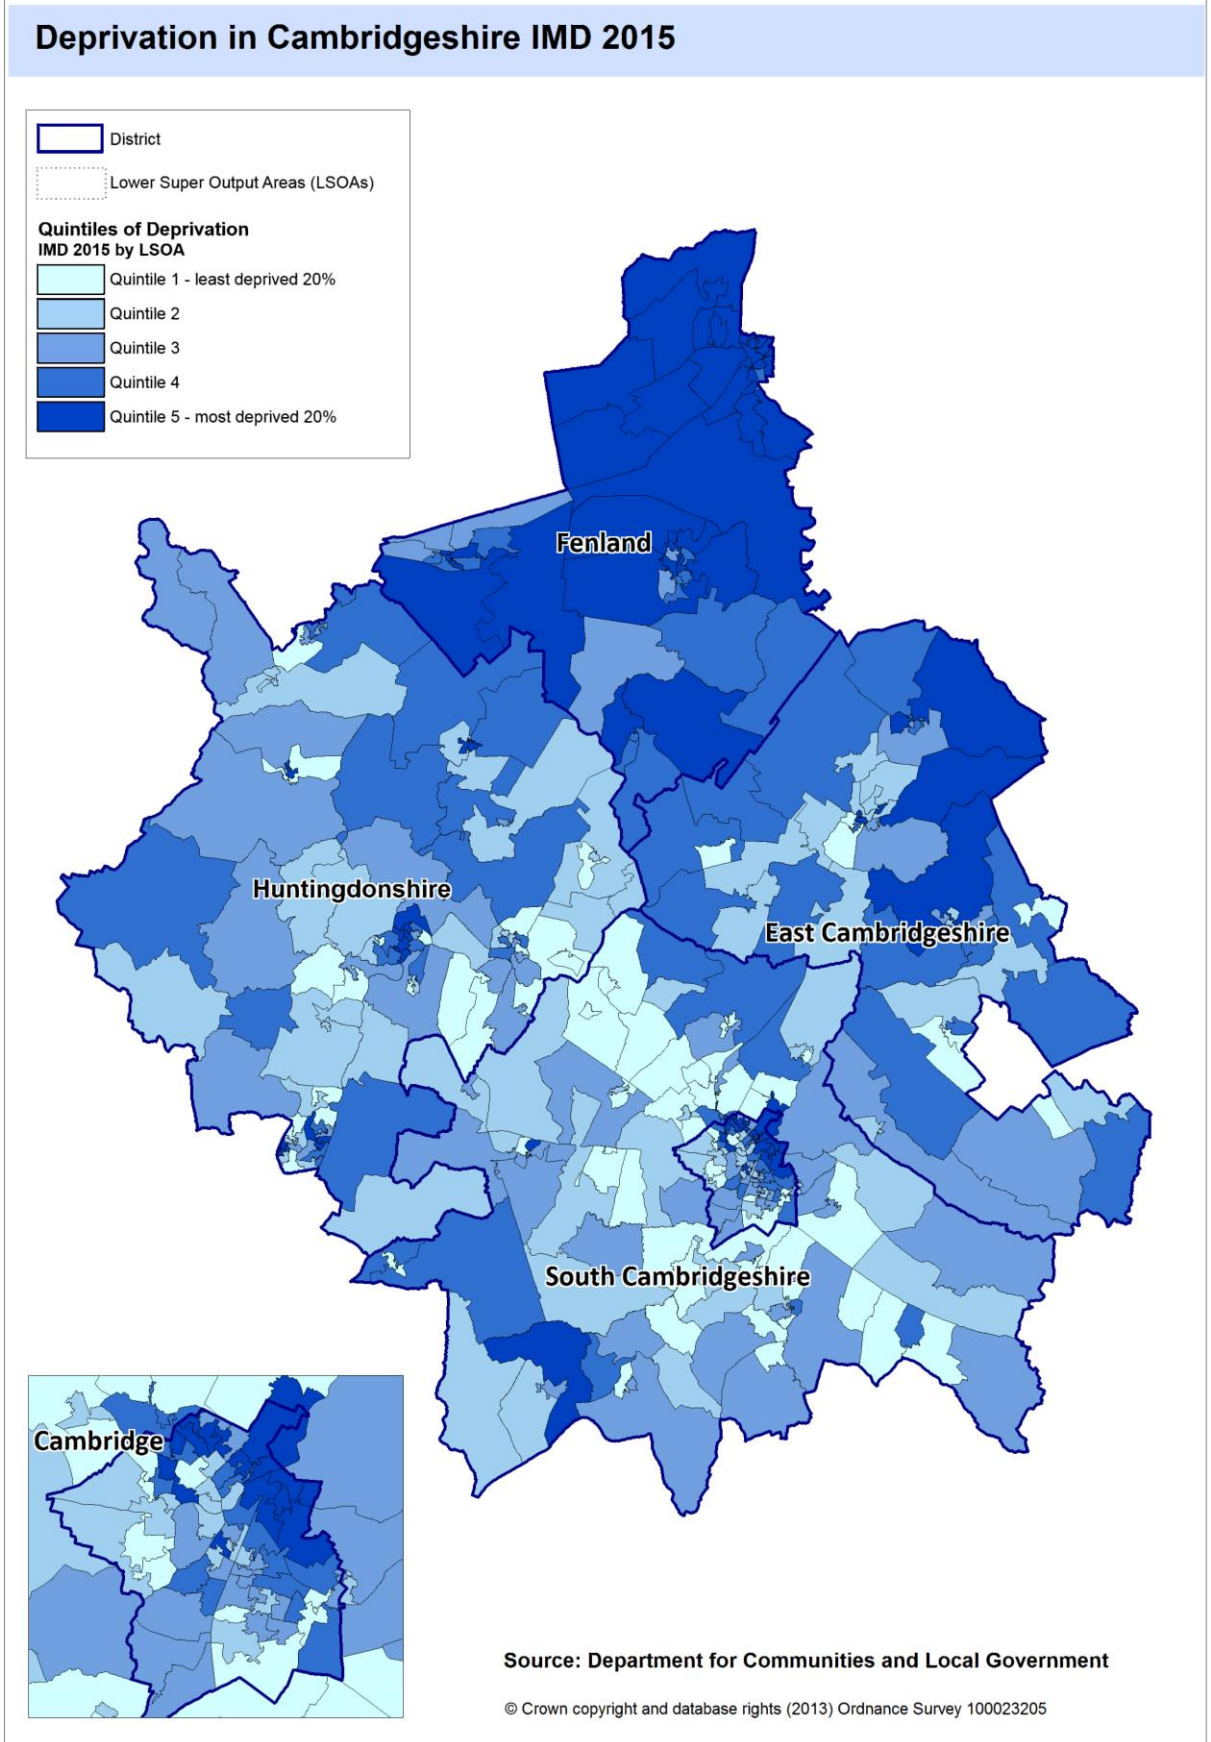 Deprivation in Cambridgeshire IMD 2015
District
Lower Super Output Areas (LSOAs)
Quintiles of Deprivation
IMD 2015 by LSOA
Quintile 1 - least deprived 20%
Quintile 2
Quintile 3
Quintile 4
Quintile 5 - most deprived 20%
Fenland
Huntingdonshire
East Cambridgeshire
South Cambridgeshire
Cambridge
Source: Department for Communities and Local Government
© Crown copyright and database rights (2013) Ordnance Survey 100023205